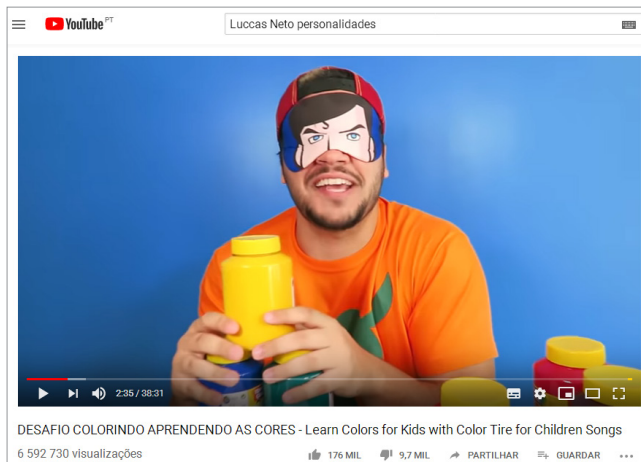 YouTube PT
Luccas Neto personalidades
2:35 / 38:31
DESAFIO COLORINDO APRENDENDO AS CORES - Learn Colors for Kids with Color Tire for Children Songs
6 592 730 visualizações
176 MIL
9,7 MIL
PARTILHAR
GUARDAR